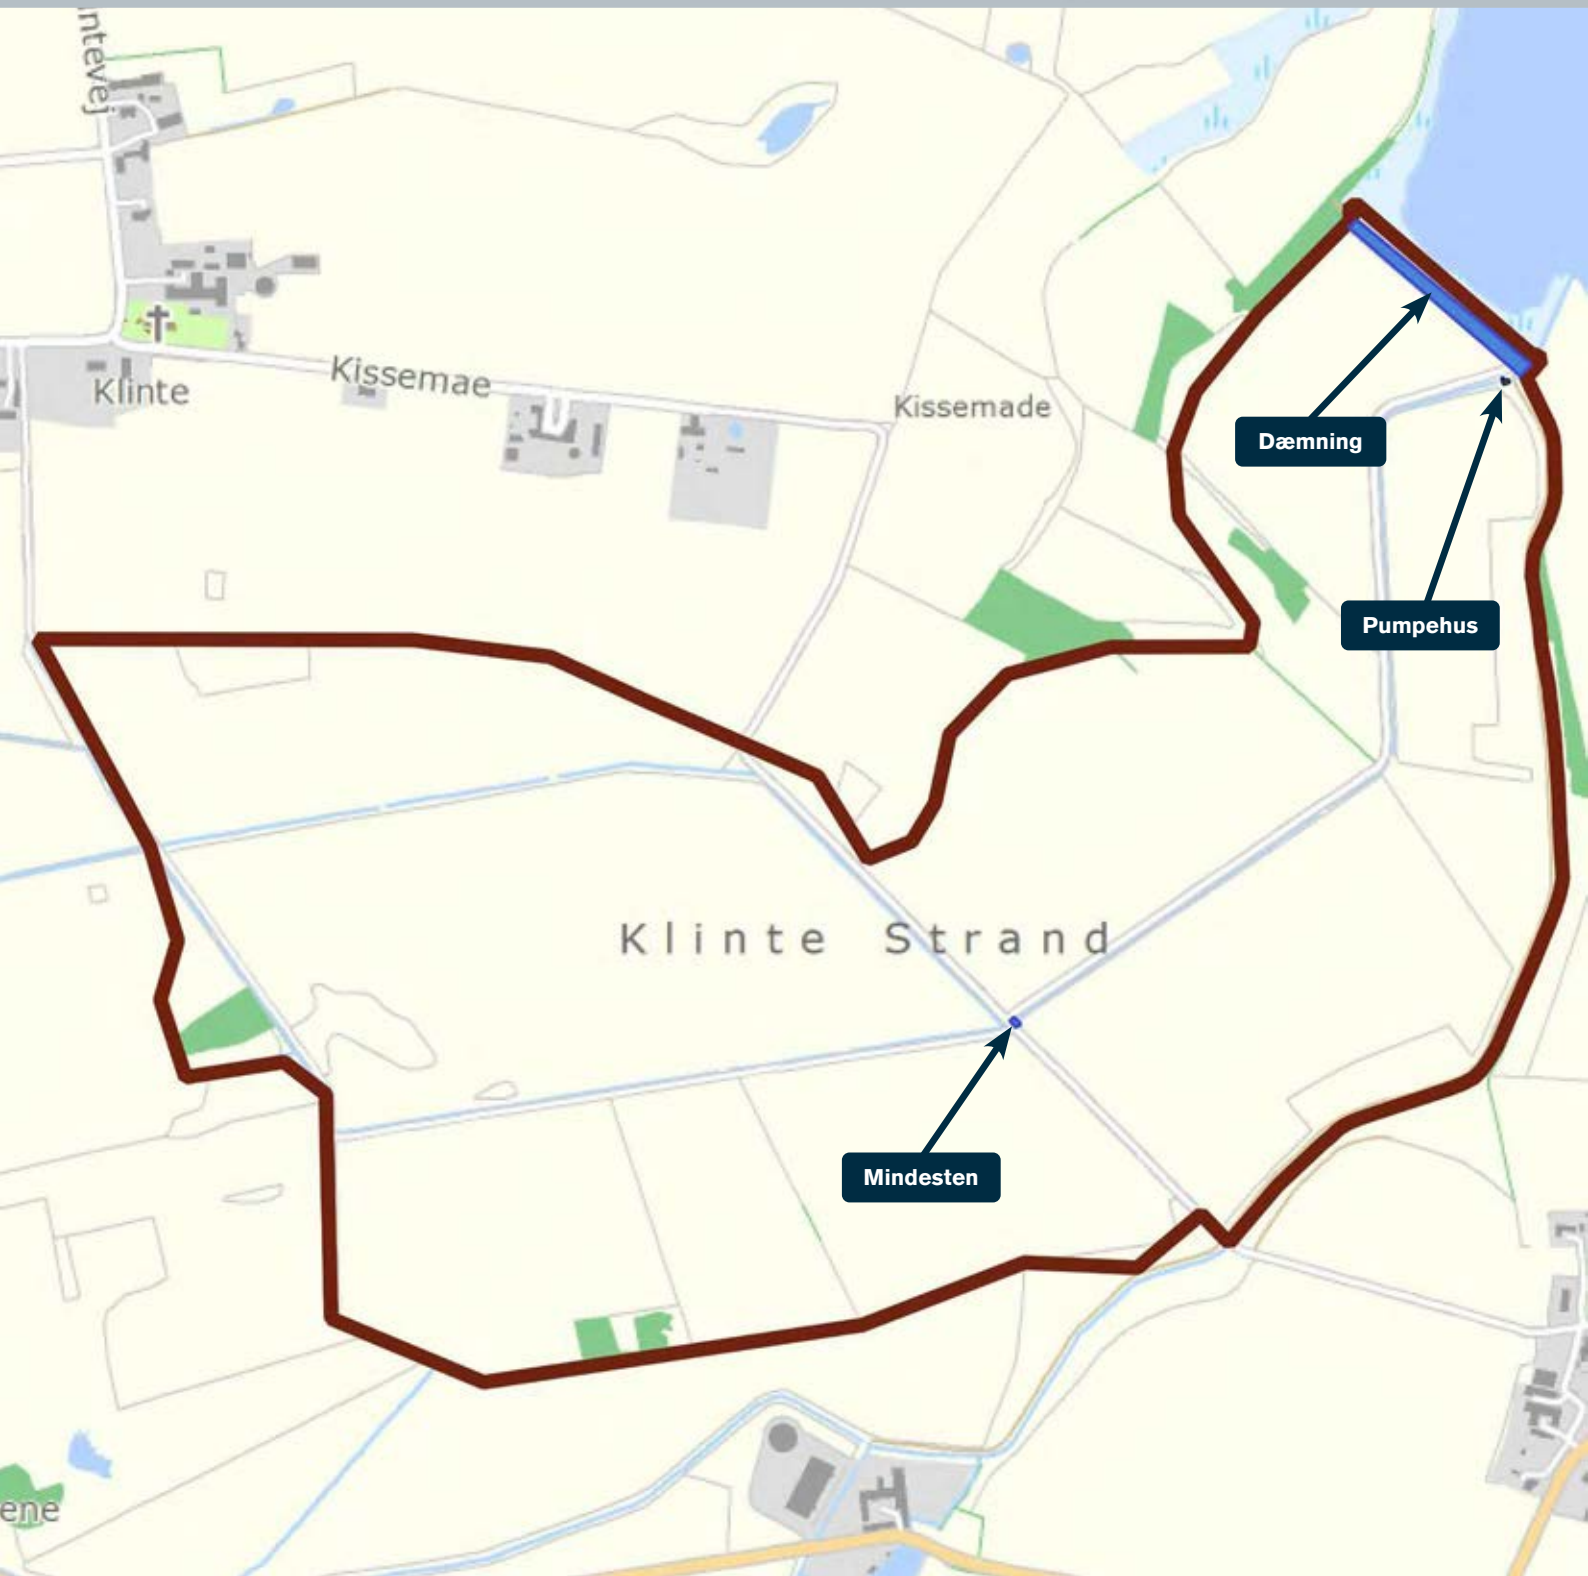 ntevej
Klinte
Kissemae
Kissemade
Dæmning
Pumpehus
Klinte Strand
Mindesten
ene